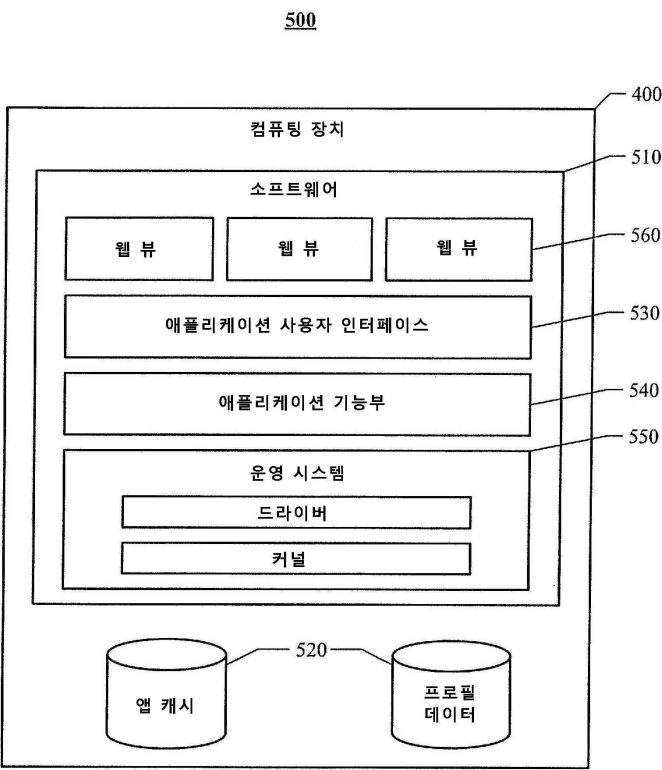 500
400
컴퓨팅 장치
510
소프트웨어
웹 뷰 웹 뷰 웹 뷰 560
애플리케이션 사용자 인터페이스 530
애플리케이션 기능부 540
550
운영 시스템
드라이버
커널
520
앱 캐시
프로필
데이터